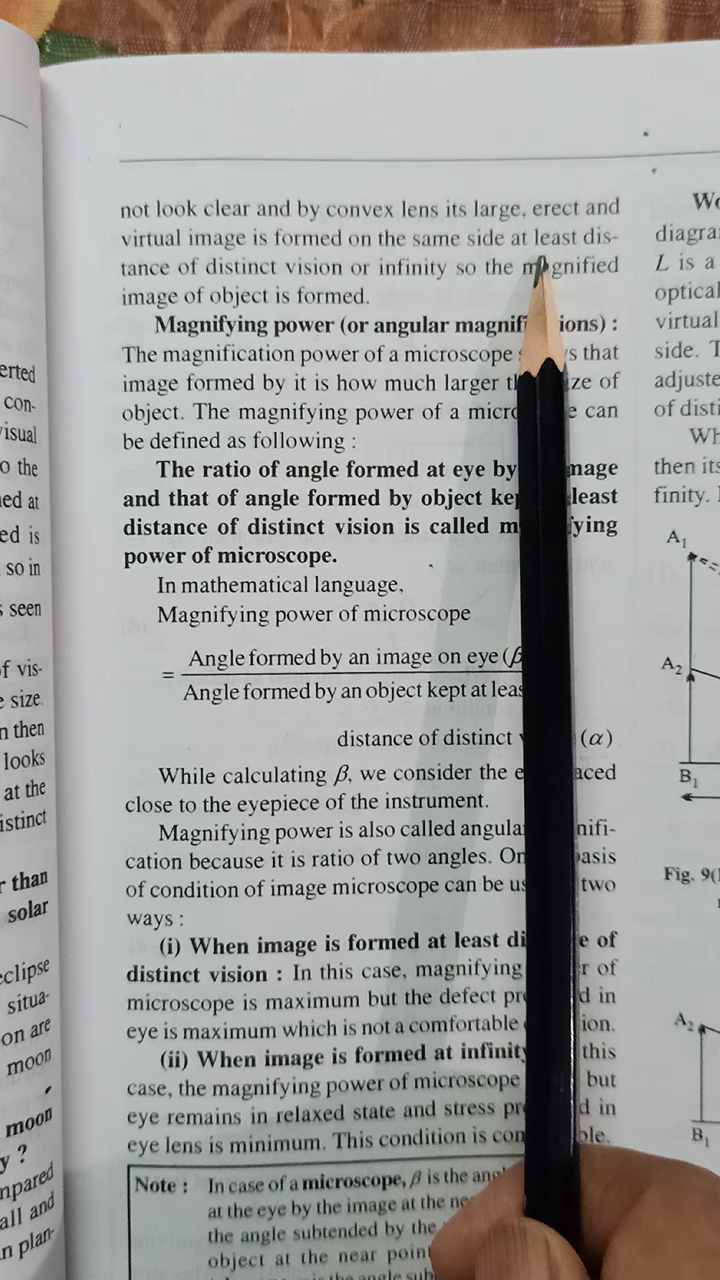 not look clear and by convex lens its large, erect and
virtual image is formed on the same side at least dis-
tance of distinct vision or infinity so the magnified
image of object is formed.
Magnifying power (or angular magnifi ions) :
The magnification power of a microscope s that
image formed by it is how much larger ze of
object. The magnifying power of a micro e can
be defined as following :
The ratio of angle formed at eye by mage
and that of angle formed by object least
distance of distinct vision is called m ying
power of microscope.
In mathematical language,
Magnifying power of microscope
= Angle formed by an image on eye (β
Angle formed by an object kept at leas
distance of distinct (α)
While calculating β, we consider the e aced
close to the eyepiece of the instrument.
Magnifying power is also called angula nifi-
cation because it is ratio of two angles. On asis
of condition of image microscope can be us two
ways :
(i) When image is formed at least di e of
distinct vision : In this case, magnifying r of
microscope is maximum but the defect pr d in
eye is maximum which is not a comfortable ion.
(ii) When image is formed at infinity this
case, the magnifying power of microscope but
eye remains in relaxed state and stress pr d in
eye lens is minimum. This condition is con ble.
Note : In case of a microscope, β is the ang
at the eye by the image at the ne
the angle subtended by the
object at the near point
the angle sub
erted
con-
visual
o the
ned at
ed is
so in
s seen
of vis-
e size.
n then
looks
at the
istinct
r than
solar
eclipse
situa-
on are
moon
moon
y ?
mpared
all and
n plan-
diagra
L is a
optical
virtual
side. T
adjuste
of disti
Wh
then its
finity.
A1
A2
B1
Fig. 9(
A2
B1